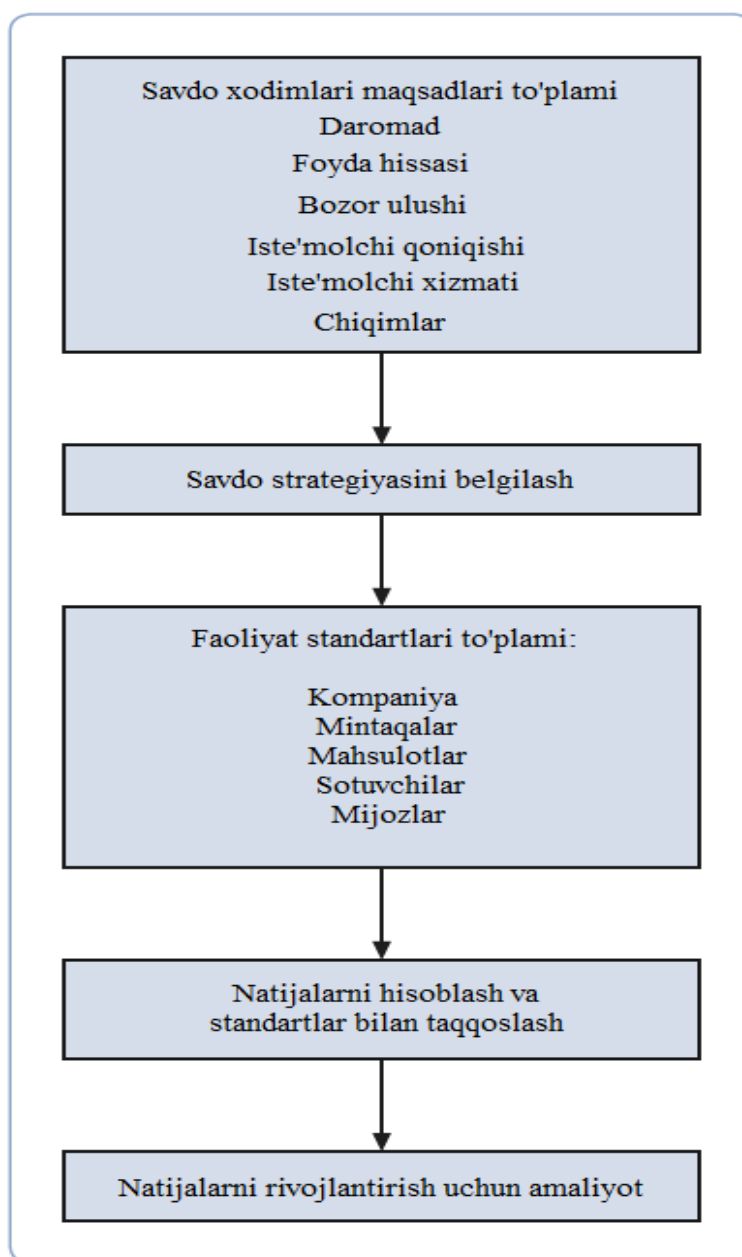 Savdo xodimlari maqsadlari to'plami
Daromad
Foyda hissasi
Bozor ulushi
Iste'molchi qoniqishi
Iste'molchi xizmati
Chiqimlar
Savdo strategiyasini belgilash
Faoliyat standartlari to'plami:
Kompaniya
Mintaqalar
Mahsulotlar
Sotuvchilar
Mijozlar
Natijalarni hisoblash va
standartlar bilan taqqoslash
Natijalarni rivojlantirish uchun amaliyot